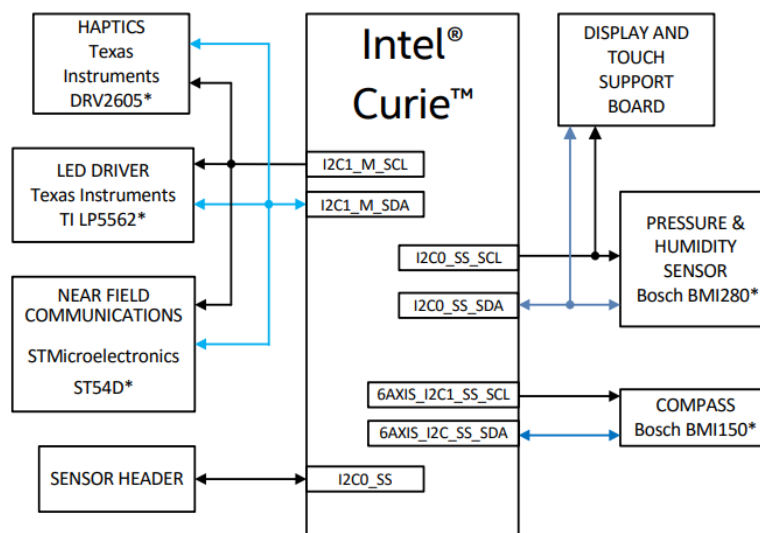 HAPTICS
Texas
Instruments
DRV2605*
Intel®
Curie™
DISPLAY AND
TOUCH
SUPPORT
BOARD
LED DRIVER
Texas Instruments
TI LP5562*
I2C1_M_SCL
I2C1_M_SDA
I2C0_SS_SCL
I2C0_SS_SDA
PRESSURE &
HUMIDITY
SENSOR
Bosch BMI280*
NEAR FIELD
COMMUNICATIONS
STMicroelectronics
ST54D*
6AXIS_I2C1_SS_SCL
6AXIS_I2C_SS_SDA
COMPASS
Bosch BMI150*
SENSOR HEADER
I2C0_SS